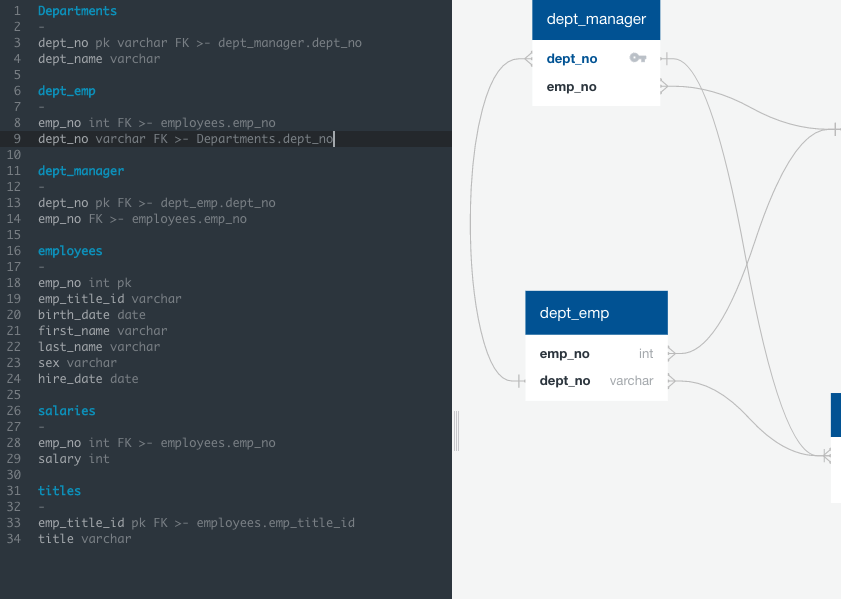 1 Departments
2 -
3 dept_no pk varchar FK >- dept_manager.dept_no
4 dept_name varchar
5
6 dept_emp
7 -
8 emp_no int FK >- employees.emp_no
9 dept_no varchar FK >- Departments.dept_no
10
11 dept_manager
12 -
13 dept_no pk FK >- dept_emp.dept_no
14 emp_no FK >- employees.emp_no
15
16 employees
17 -
18 emp_no int pk
19 emp_title_id varchar
20 birth_date date
21 first_name varchar
22 last_name varchar
23 sex varchar
24 hire_date date
25
26 salaries
27 -
28 emp_no int FK >- employees.emp_no
29 salary int
30
31 titles
32 -
33 emp_title_id pk FK >- employees.emp_title_id
34 title varchar
dept_manager
dept_no
emp_no
dept_emp
emp_no int
dept_no varchar